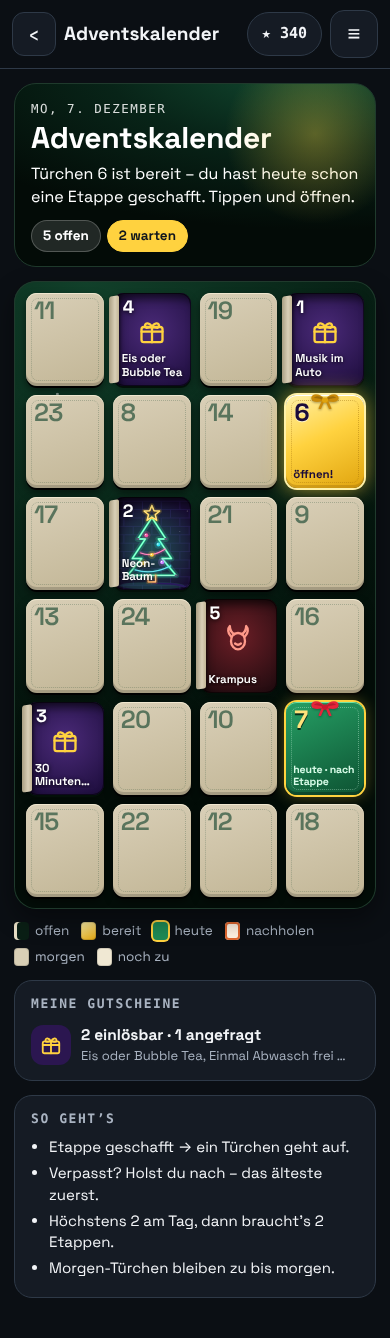 < Adventskalender ★ 340 ≡
MO, 7. DEZEMBER
Adventskalender
Türchen 6 ist bereit – du hast heute schon
eine Etappe geschafft. Tippen und öffnen.
5 offen 2 warten
11 4 19 1
Eis oder
Bubble Tea
Musik im
Auto
23 8 14 6
öffnen!
17 2 21 9
Neon-
Baum
13 24 5 16
Krampus
3 20 10 7
30
Minuten…
heute · nach
Etappe
15 22 12 18
offen bereit heute nachholen
morgen noch zu
MEINE GUTSCHEINE
2 einlösbar · 1 angefragt
Eis oder Bubble Tea, Einmal Abwasch frei …
SO GEHT’S
• Etappe geschafft → ein Türchen geht auf.
• Verpasst? Holst du nach – das älteste
zuerst.
• Höchstens 2 am Tag, dann braucht’s 2
Etappen.
• Morgen-Türchen bleiben zu bis morgen.